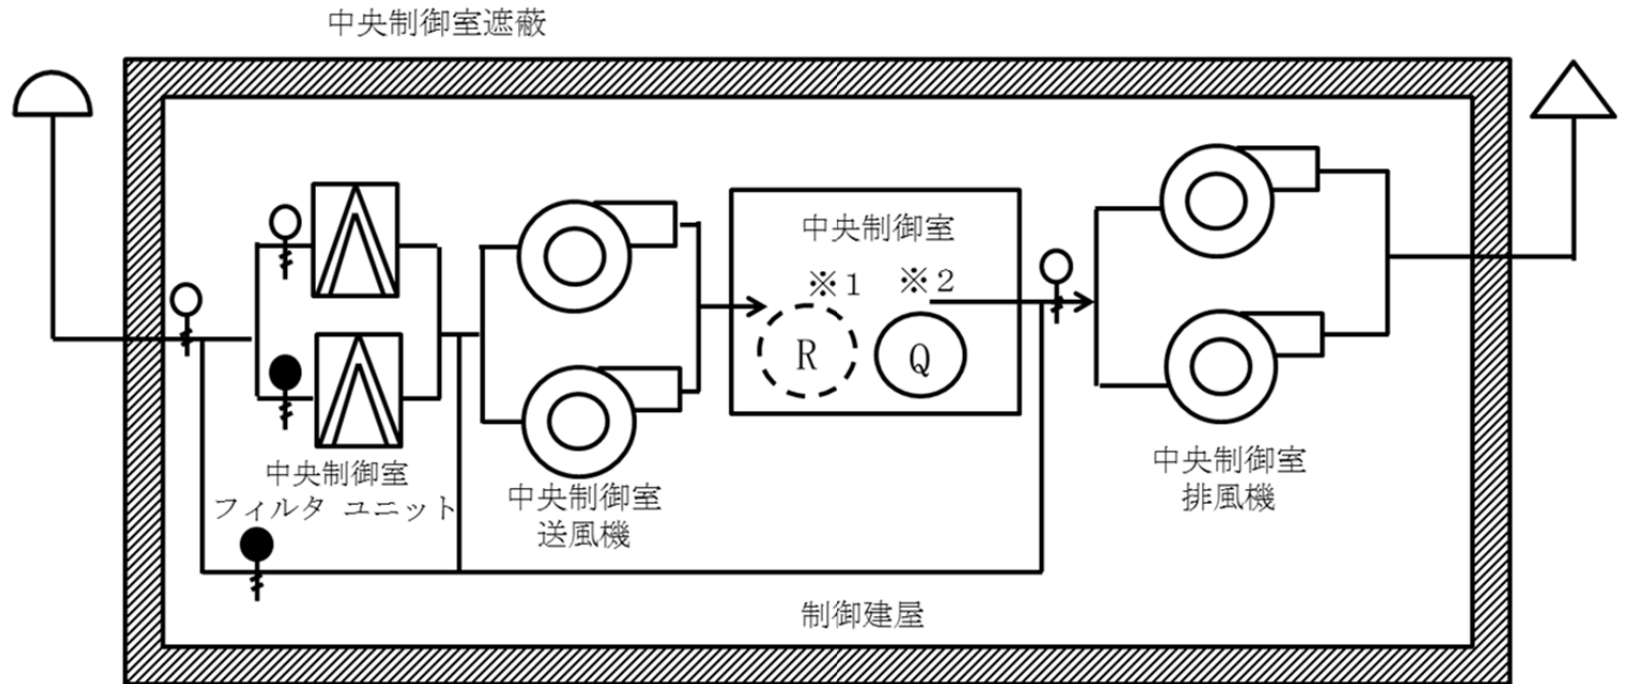 中央制御室遮蔽
中央制御室
※1 ※2
R Q
中央制御室
フィルタ ユニット
中央制御室
送風機
中央制御室
排風機
制御建屋